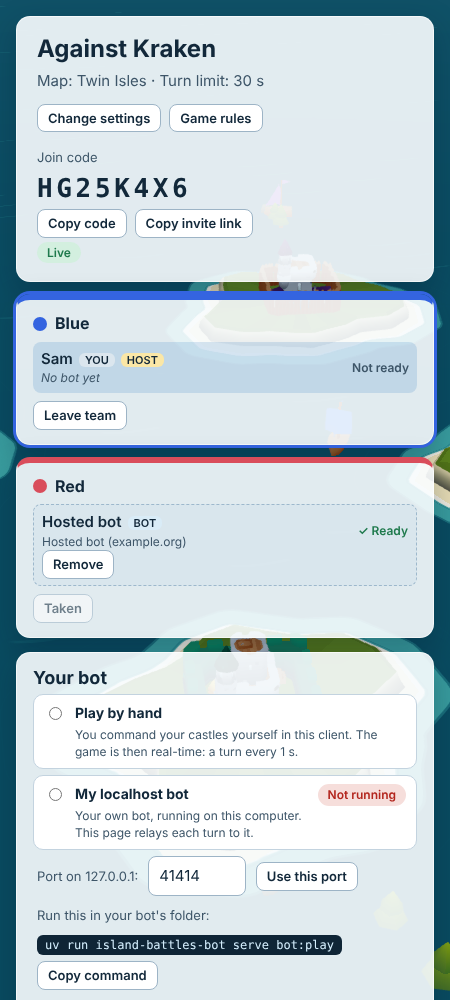 Against Kraken
Map: Twin Isles · Turn limit: 30 s
Change settings
Game rules
Join code
HG25K4X6
Copy code
Copy invite link
Live
Blue
Sam YOU HOST
No bot yet
Not ready
Leave team
Red
Hosted bot BOT
Hosted bot (example.org)
✓ Ready
Remove
Taken
Your bot
Play by hand
You command your castles yourself in this client. The
game is then real-time: a turn every 1 s.
My localhost bot
Not running
Your own bot, running on this computer.
This page relays each turn to it.
Port on 127.0.0.1: 41414 Use this port
Run this in your bot's folder:
uv run island-battles-bot serve bot:play
Copy command